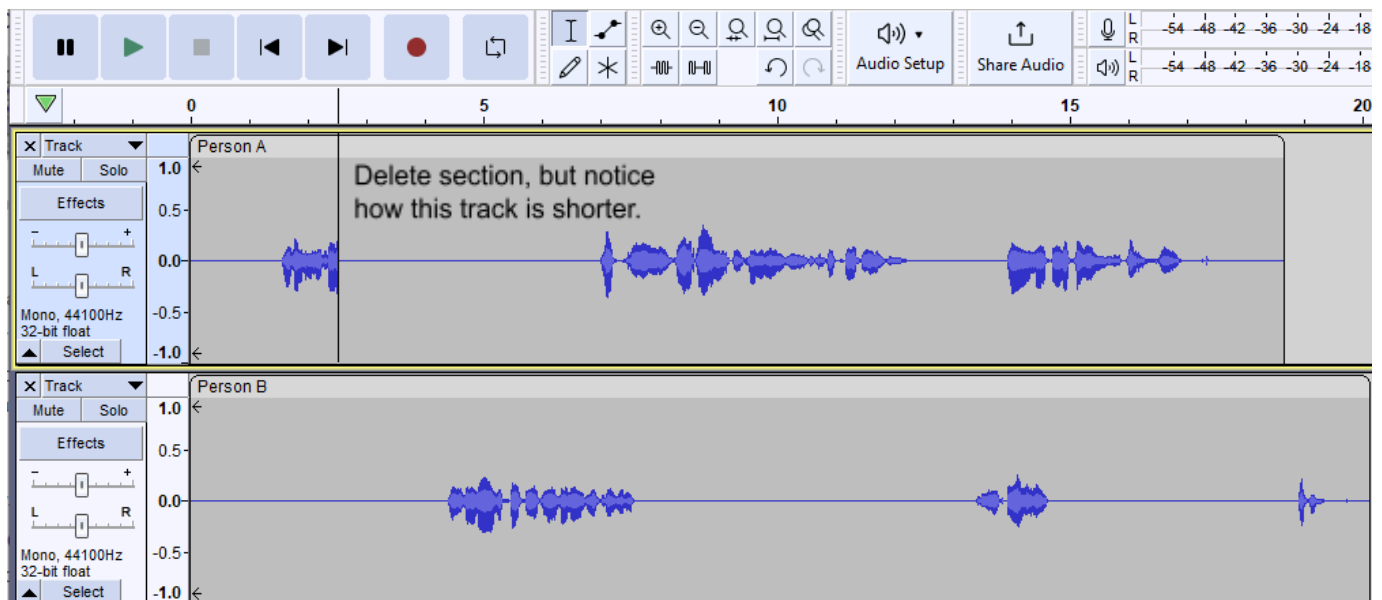 L
R
-54 -48 -42 -36 -30 -24 -18
Audio Setup
Share Audio
L
R
-54 -48 -42 -36 -30 -24 -18
0 5 10 15 20
× Track
Person A
Mute Solo
1.0
Delete section, but notice
how this track is shorter.
Effects
0.5
- +
0.0
L R
Mono, 44100Hz
32-bit float
-0.5
Select
-1.0
× Track
Person B
Mute Solo
1.0
Effects
0.5
- +
0.0
L R
Mono, 44100Hz
32-bit float
-0.5
Select
-1.0